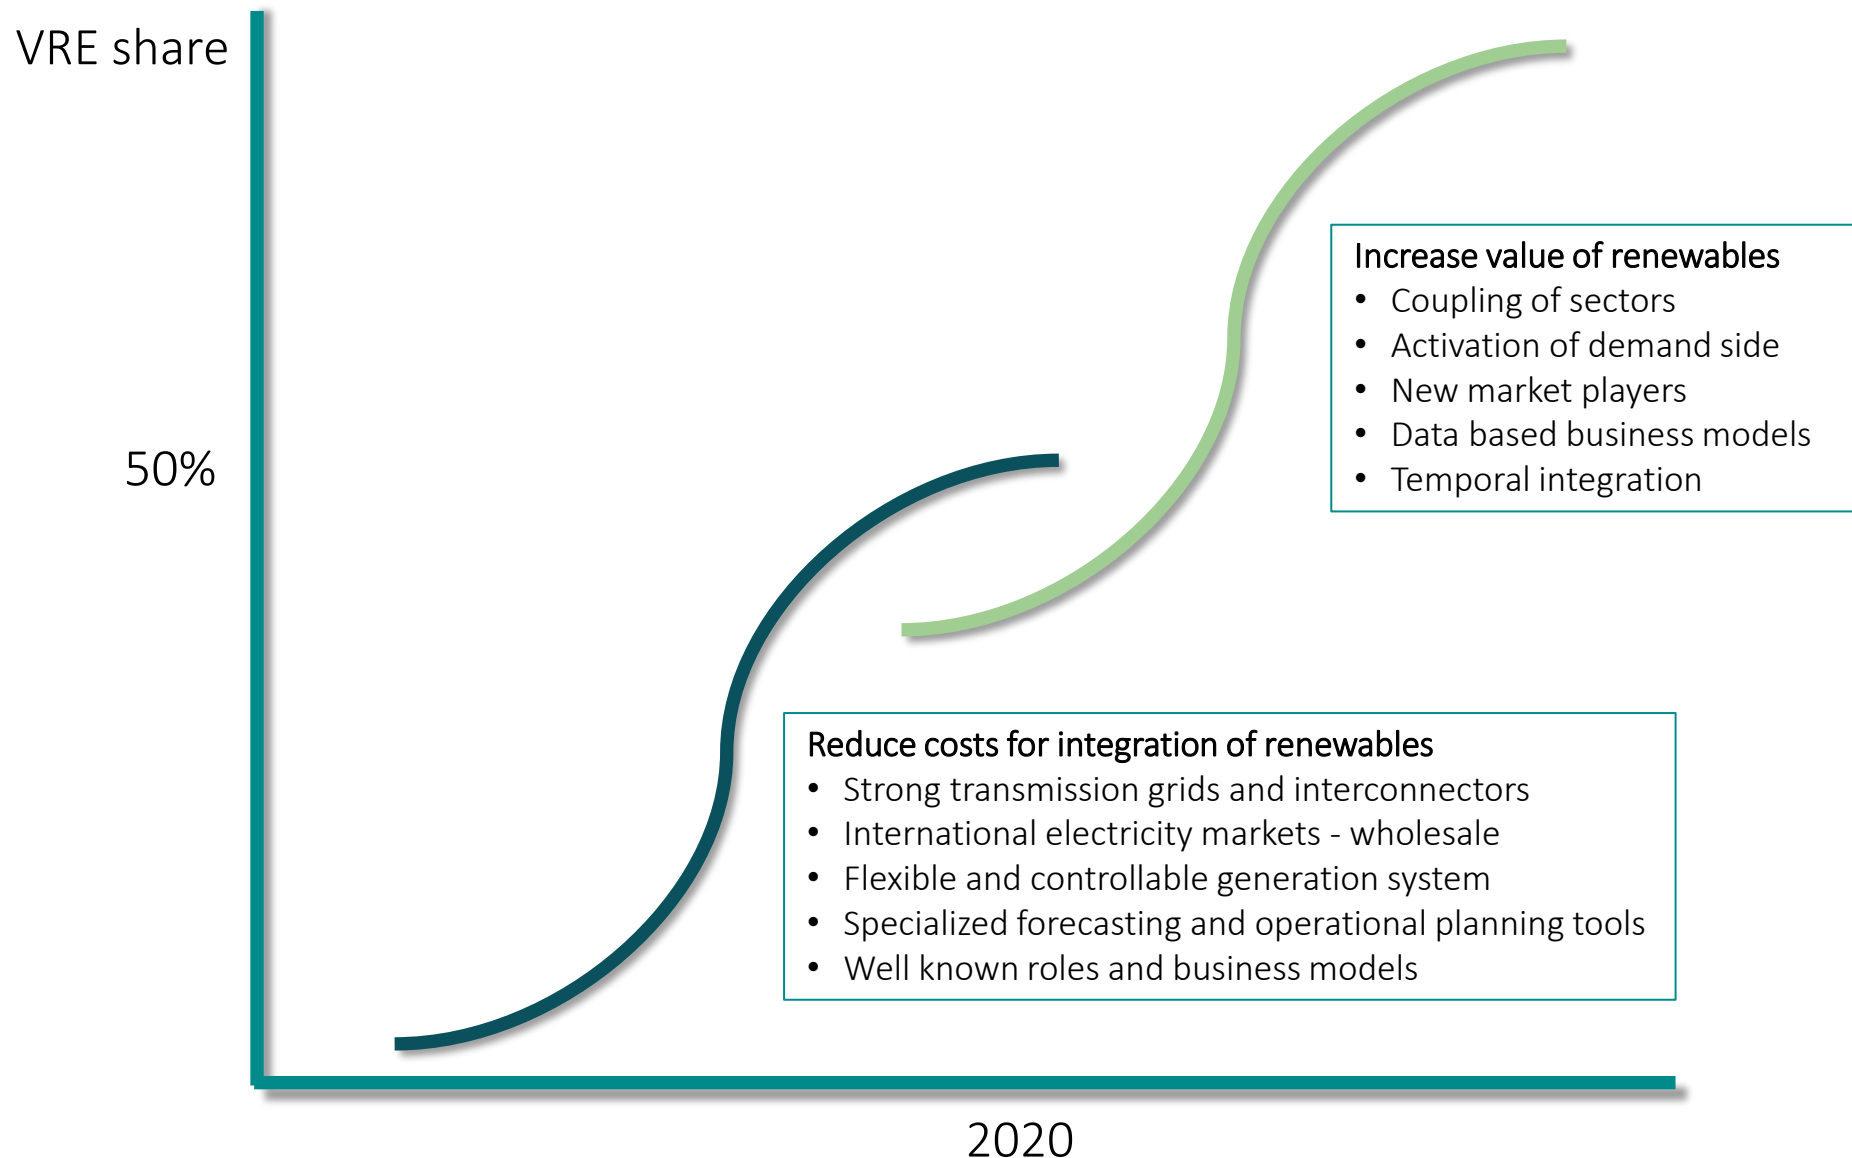 VRE share
50%
Increase value of renewables
• Coupling of sectors
• Activation of demand side
• New market players
• Data based business models
• Temporal integration
Reduce costs for integration of renewables
• Strong transmission grids and interconnectors
• International electricity markets - wholesale
• Flexible and controllable generation system
• Specialized forecasting and operational planning tools
• Well known roles and business models
2020